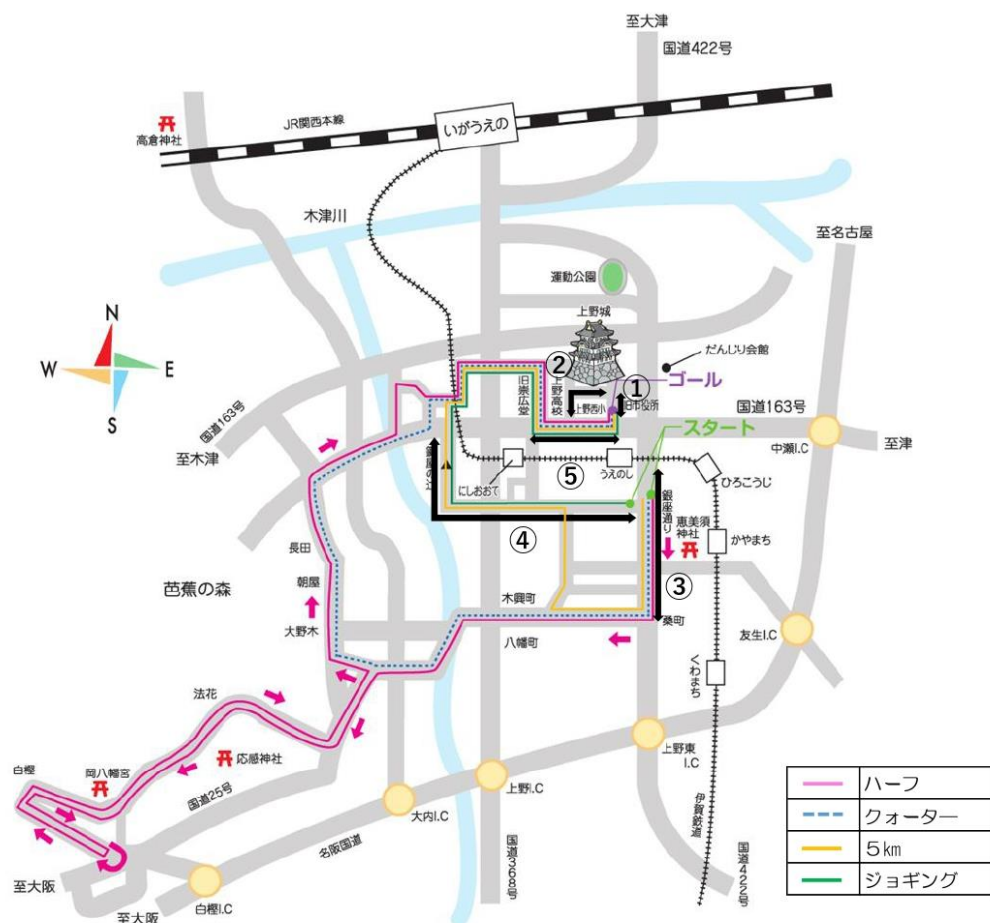 至大津
国道422号
JR関西本線
いがうえの
高倉神社
木津川
至名古屋
運動公園
上野城
だんじり会館
N
W
E
S
②
①
ゴール
旧崇広堂
上野高校
上野西小
旧市役所
国道163号
スタート
国道163号
至木津
中瀬I.C
至津
銀座の辻
にしおおて
⑤
うえのし
ひろこうじ
銀座通り
恵美須
神社
かやまち
④
③
長田
朝屋
芭蕉の森
大野木
木興町
桑町
八幡町
友生I.C
くわまち
法花
白樫
岡八幡宮
応感神社
国道25号
上野東
I.C
上野I.C
大内I.C
名阪国道
伊賀鉄道
国道368号
国道422号
至大阪
至大阪
白樫I.C
ハーフ
クォーター
5km
ジョギング